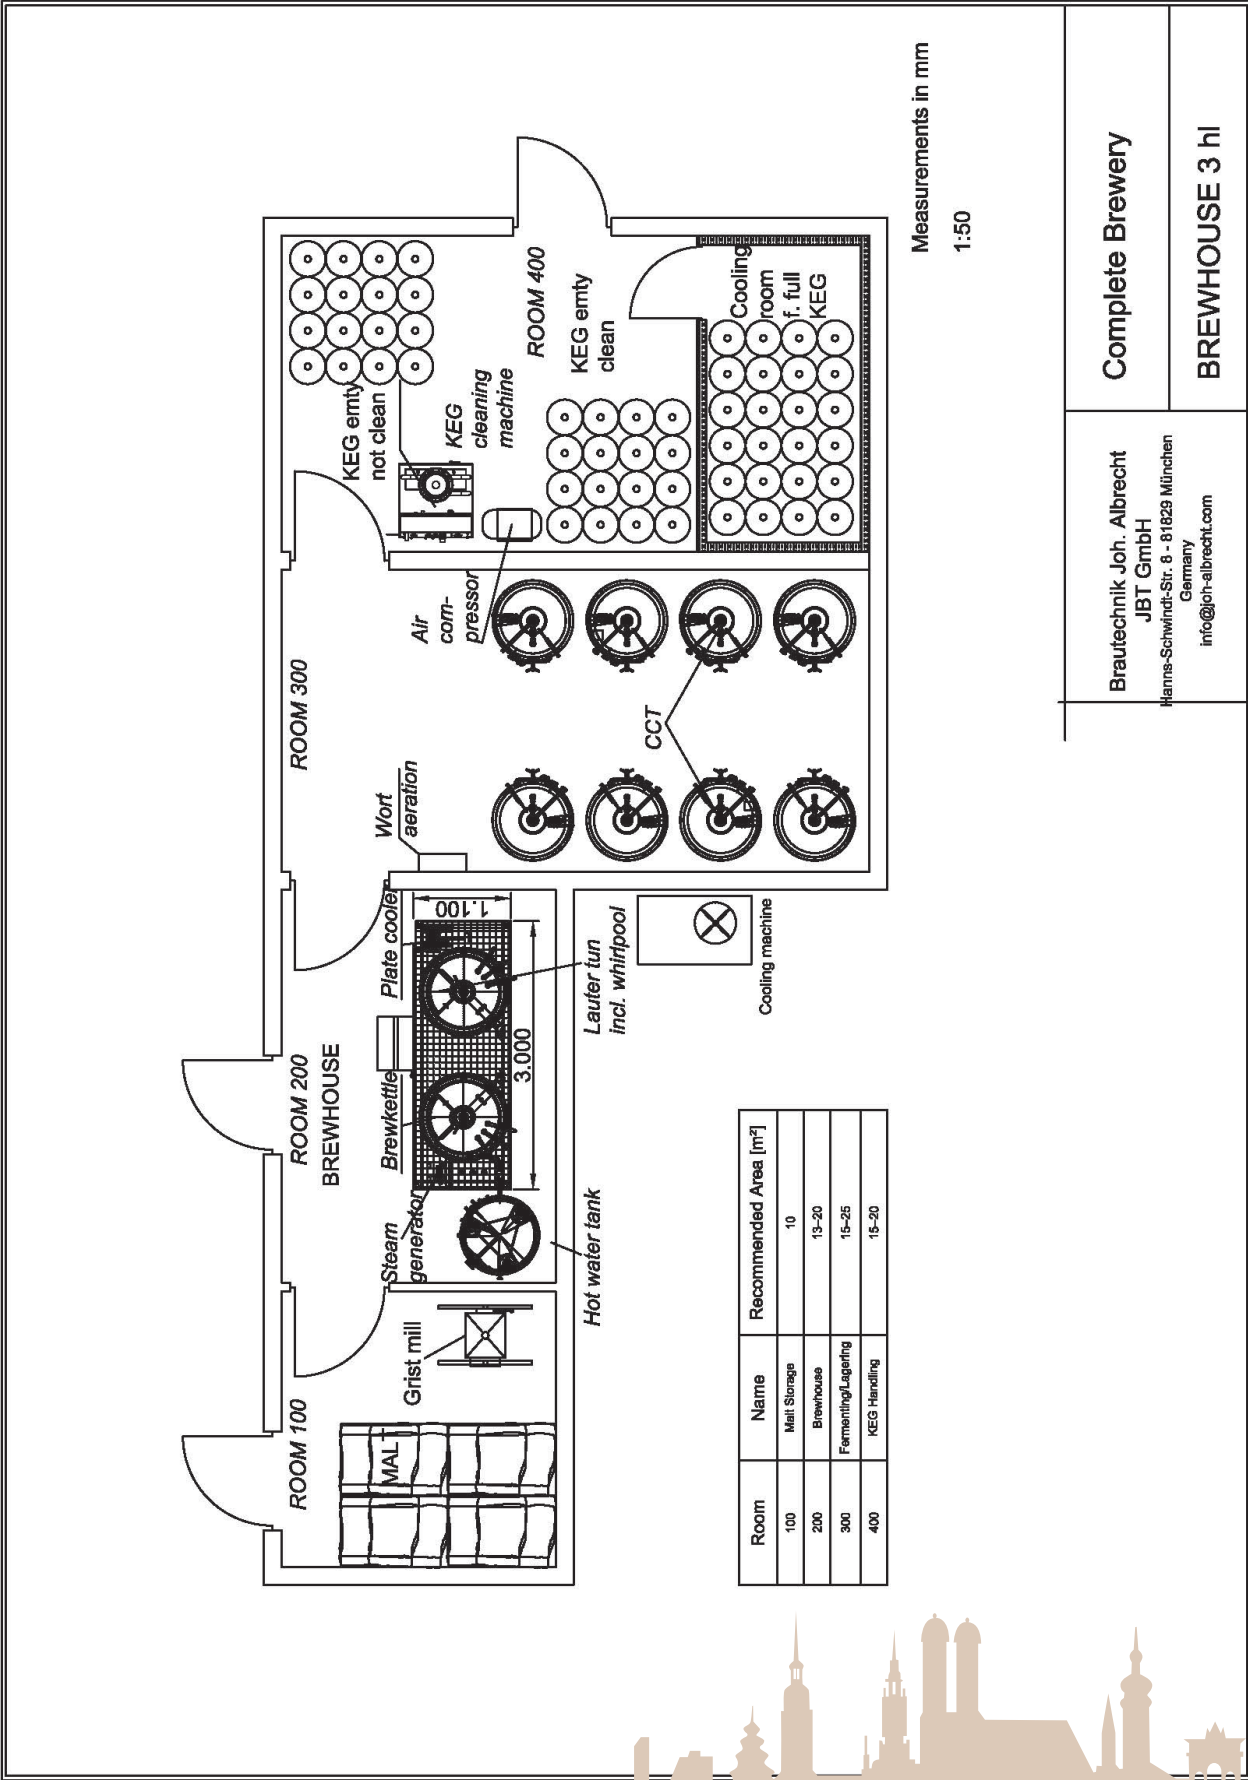 ROOM 100
MALT
Grist mill
ROOM 200
BREWHOUSE
Steam
generator
Brewkettle
Plate cooler
1.100
3.000
Hot water tank
Lauter tun
incl. whirlpool
Cooling machine
ROOM 300
Wort
aeration
CCT
Air
com-
pressor
KEG emty
not clean
KEG
cleaning
machine
ROOM 400
KEG emty
clean
Cooling
room
f. full
KEG
Measurements in mm
1:50
Room Name Recommended Area [m²]
100 Malt Storage 10
200 Brewhouse 13-20
300 Fermenting/Lagering 15-25
400 KEG Handling 15-20
Brautechnik Joh. Albrecht
JBT GmbH
Hanns-Schwindt-Str. 8 - 81829 München
Germany
info@joh-albrecht.com
Complete Brewery
BREWHOUSE 3 hl